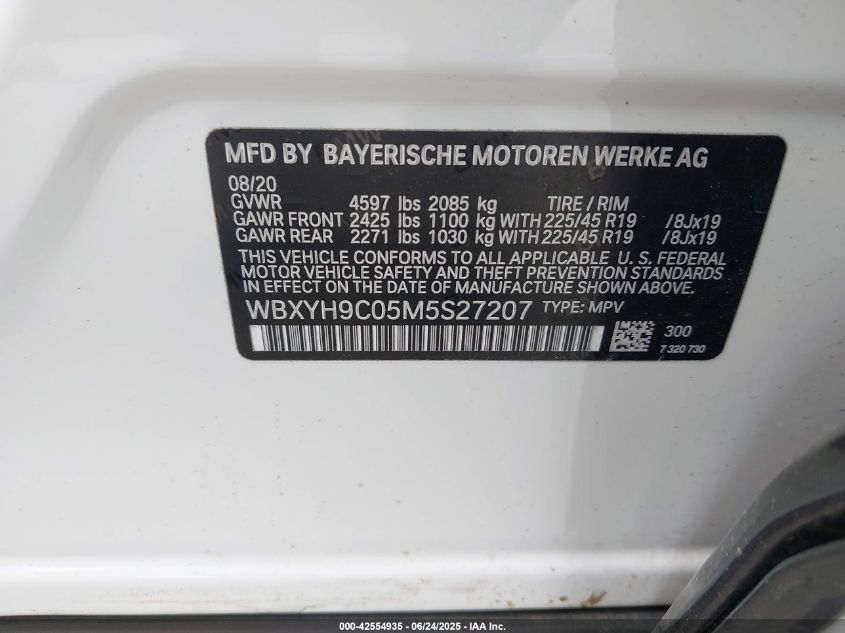 MFD BY BAYERISCHE MOTOREN WERKE AG
08/20
GVWR 4597 lbs 2085 kg TIRE / RIM
GAWR FRONT 2425 lbs 1100 kg WITH 225/45 R19 /8Jx19
GAWR REAR 2271 lbs 1030 kg WITH 225/45 R19 /8Jx19
THIS VEHICLE CONFORMS TO ALL APPLICABLE U. S. FEDERAL
MOTOR VEHICLE SAFETY AND THEFT PREVENTION STANDARDS
IN EFFECT ON THE DATE OF MANUFACTURE SHOWN ABOVE.
WBXYH9C05M5S27207 TYPE: MPV
300
7 320 730
000-42554935 - 06/24/2025 - IAA Inc.